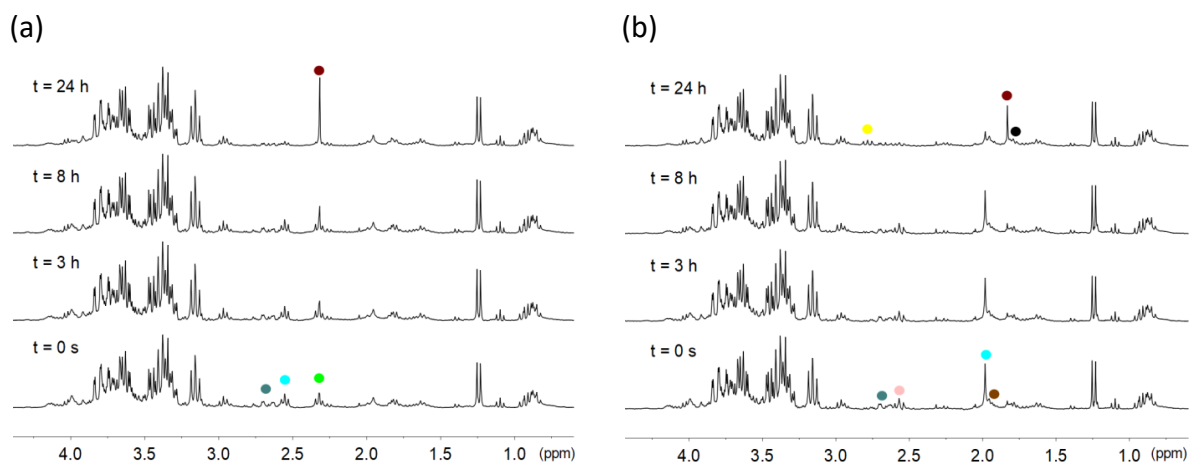 (a)
t = 24 h
t = 8 h
t = 3 h
t = 0 s
4.0 3.5 3.0 2.5 2.0 1.5 1.0 (ppm)
(b)
t = 24 h
t = 8 h
t = 3 h
t = 0 s
4.0 3.5 3.0 2.5 2.0 1.5 1.0 (ppm)